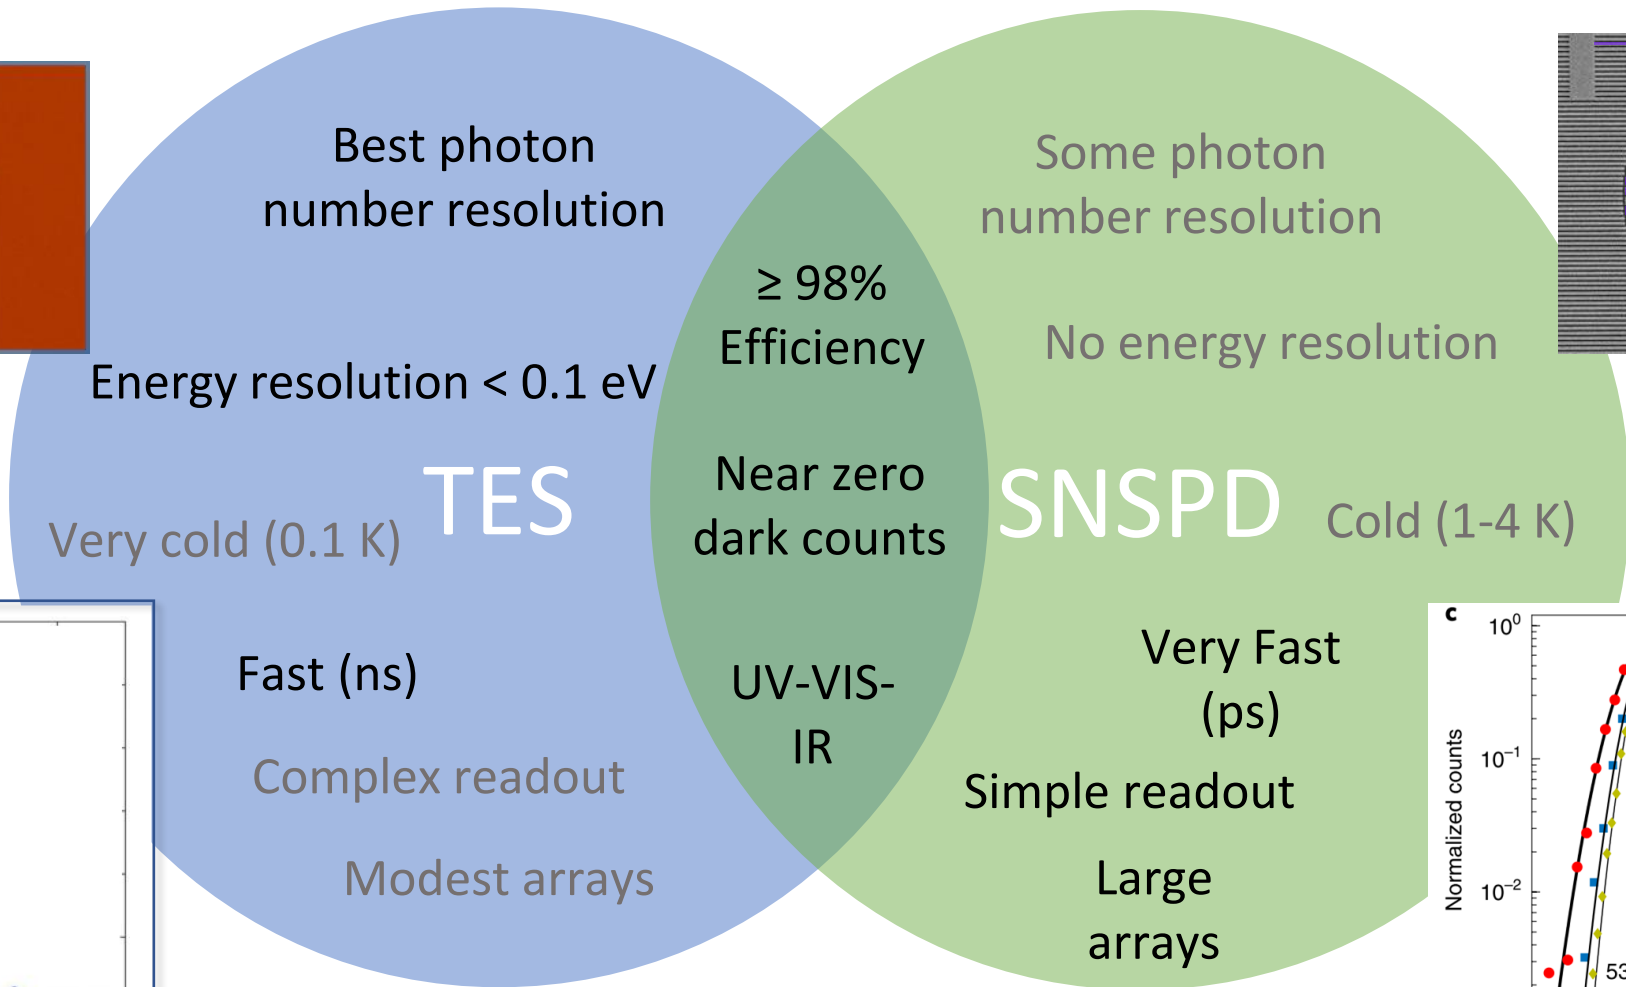 Best photon
number resolution
Energy resolution < 0.1 eV
TES
Very cold (0.1 K)
Fast (ns)
Complex readout
Modest arrays
≥ 98%
Efficiency
Near zero
dark counts
UV-VIS-
IR
Some photon
number resolution
No energy resolution
SNSPD
Cold (1-4 K)
Very Fast
(ps)
Simple readout
Large
arrays
c
10⁰
10⁻¹
10⁻²
Normalized counts
53